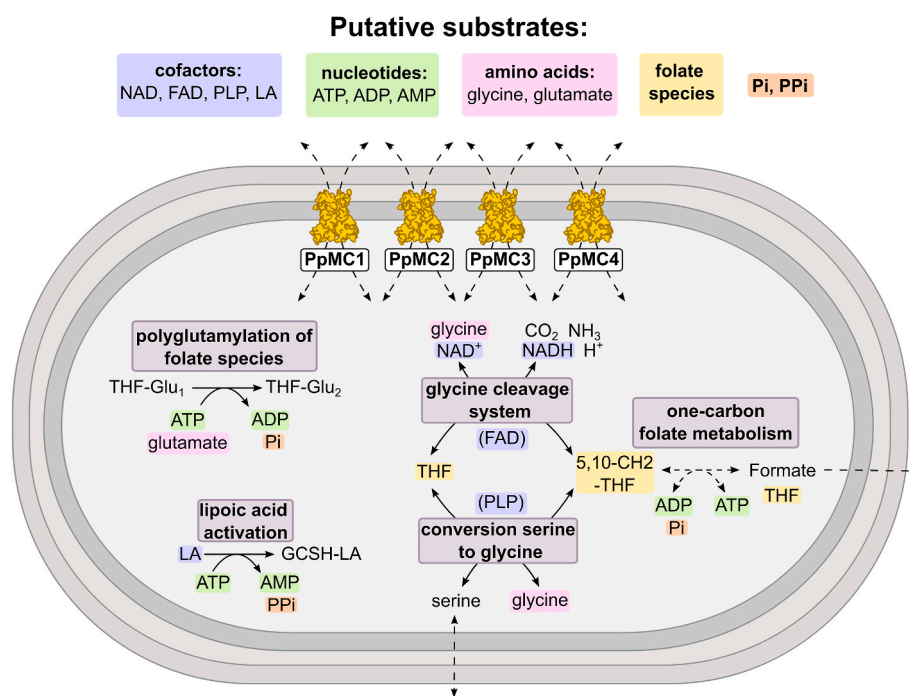 Putative substrates:
cofactors:
NAD, FAD, PLP, LA
nucleotides:
ATP, ADP, AMP
amino acids:
glycine, glutamate
folate
species
Pi, PPi
PpMC1
PpMC2
PpMC3
PpMC4
polyglutamylation of
folate species
THF-Glu₁
THF-Glu₂
ATP
ADP
glutamate
Pi
glycine
NAD⁺
CO₂ NH₃
NADH H⁺
glycine cleavage
system
(FAD)
THF
5,10-CH2
-THF
(PLP)
conversion serine
to glycine
serine
glycine
one-carbon
folate metabolism
Formate
THF
ADP
ATP
Pi
lipoic acid
activation
LA
GCSH-LA
ATP
AMP
PPi